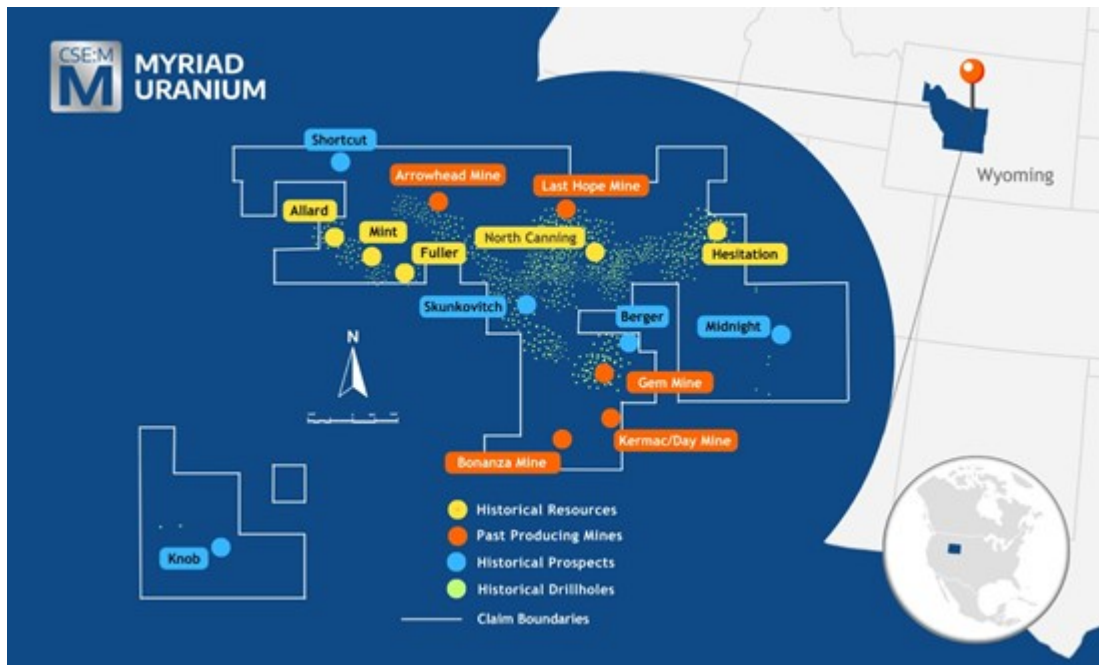 CSE:M
M
MYRIAD
URANIUM
Wyoming
Shortcut
Arrowhead Mine
Last Hope Mine
Allard
Mint
Fuller
North Canning
Hesitation
Skunkovitch
Berger
Midnight
N
Gem Mine
Kermac/Day Mine
Bonanza Mine
Knob
Historical Resources
Past Producing Mines
Historical Prospects
Historical Drillholes
Claim Boundaries